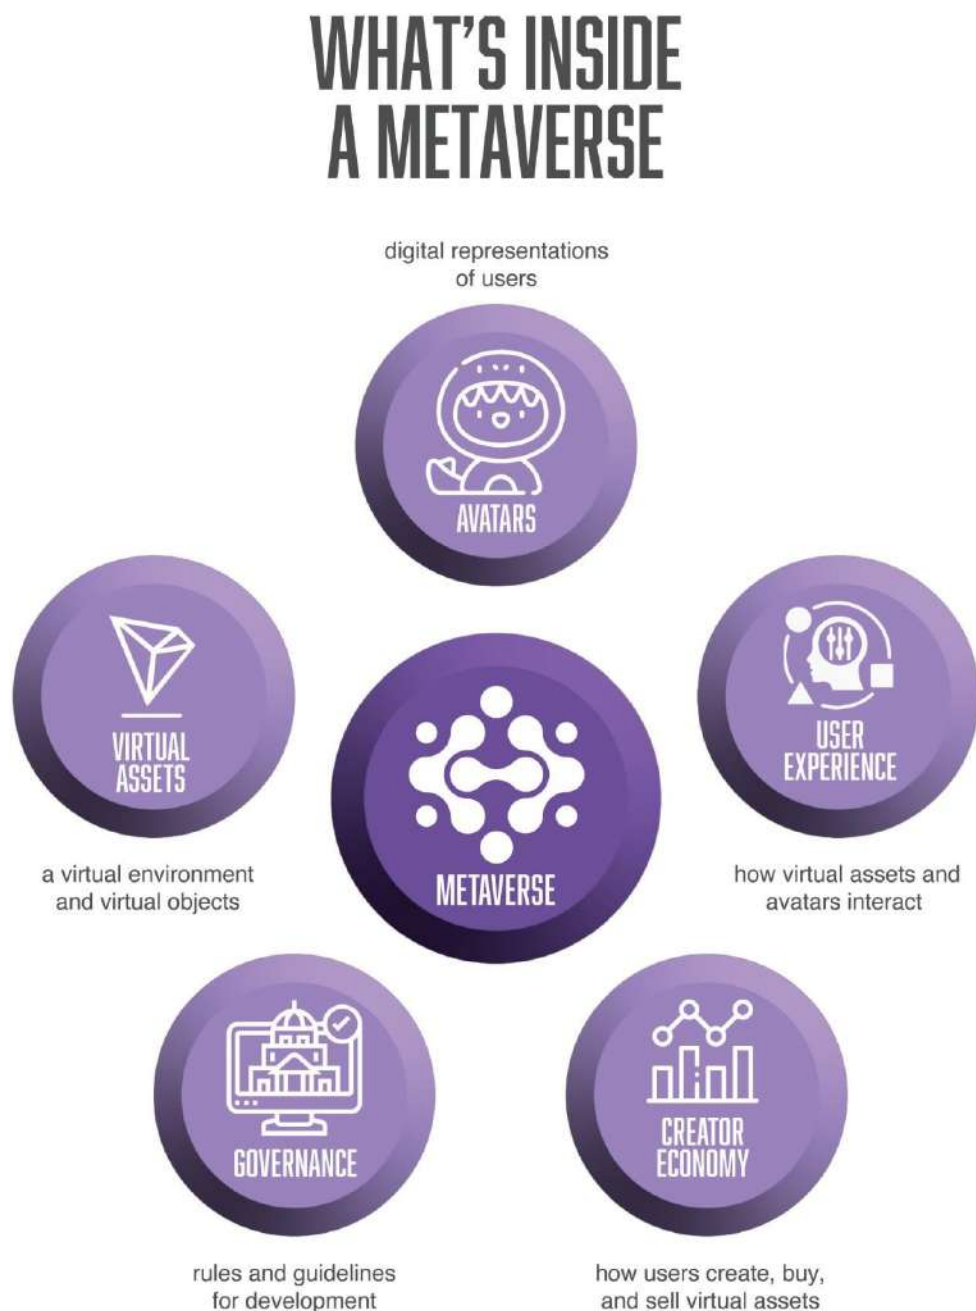 WHAT'S INSIDE
A METAVERSE
digital representations
of users
AVATARS
VIRTUAL
ASSETS
a virtual environment
and virtual objects
METAVERSE
USER
EXPERIENCE
how virtual assets and
avatars interact
GOVERNANCE
rules and guidelines
for development
CREATOR
ECONOMY
how users create, buy,
and sell virtual assets